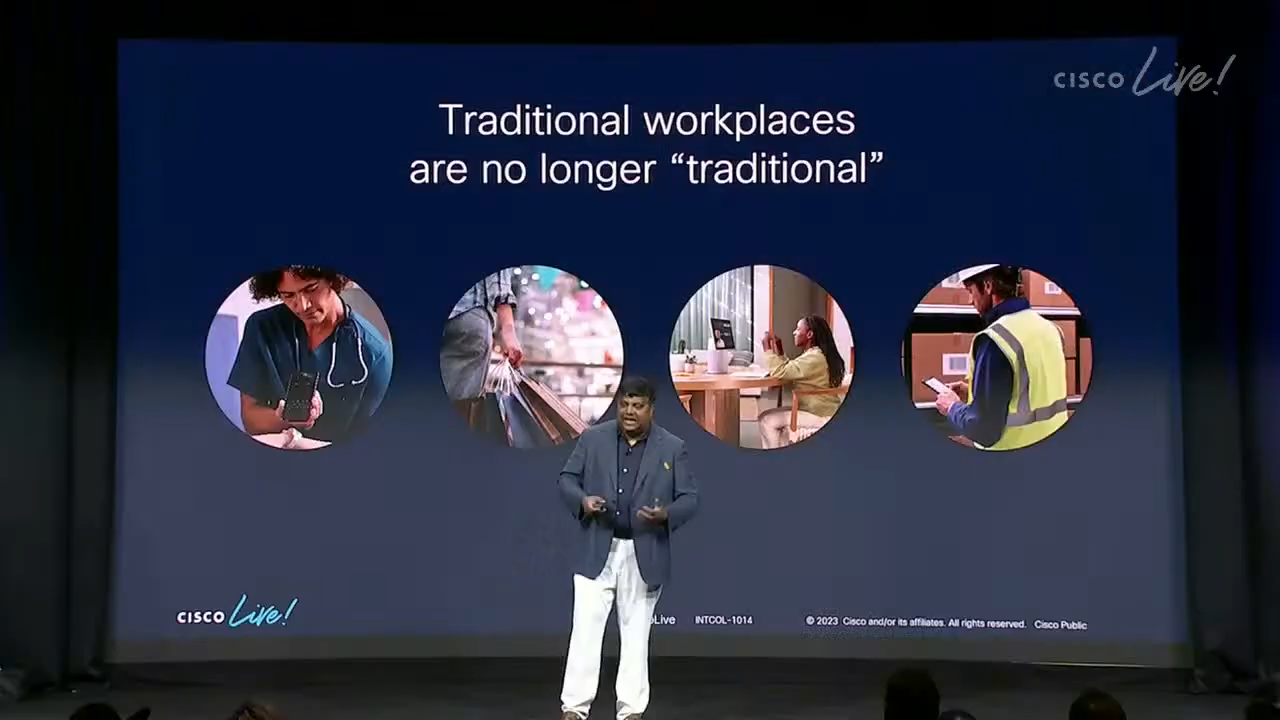 CISCO Live!
Traditional workplaces
are no longer “traditional”
CISCO Live!
INTCOL-1014
© 2023 Cisco and/or its affiliates. All rights reserved. Cisco Public